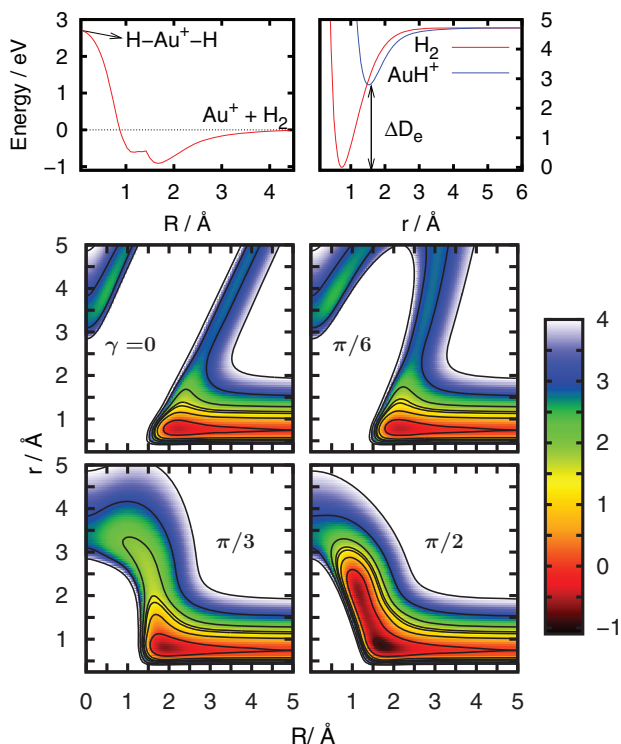 Energy / eV
3
2
1
0
−1
H−Au⁺−H
Au⁺ + H₂
1 2 3 4
R / Å
H₂
AuH⁺
ΔDₑ
5
4
3
2
1
0
1 2 3 4 5 6
r / Å
r / Å
5
4
3
2
1
γ = 0
π/6
5
4
3
2
1
π/3
π/2
0 1 2 3 4 5
1 2 3 4 5
R/ Å
4
3
2
1
0
−1